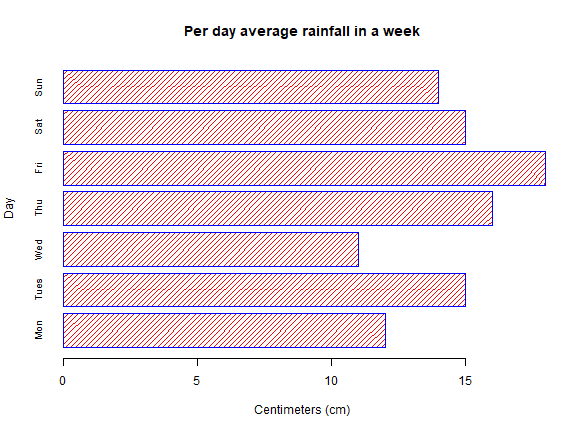 Per day average rainfall in a week
Sun
Sat
Fri
Thu
Wed
Tues
Mon
Day
0 5 10 15
Centimeters (cm)